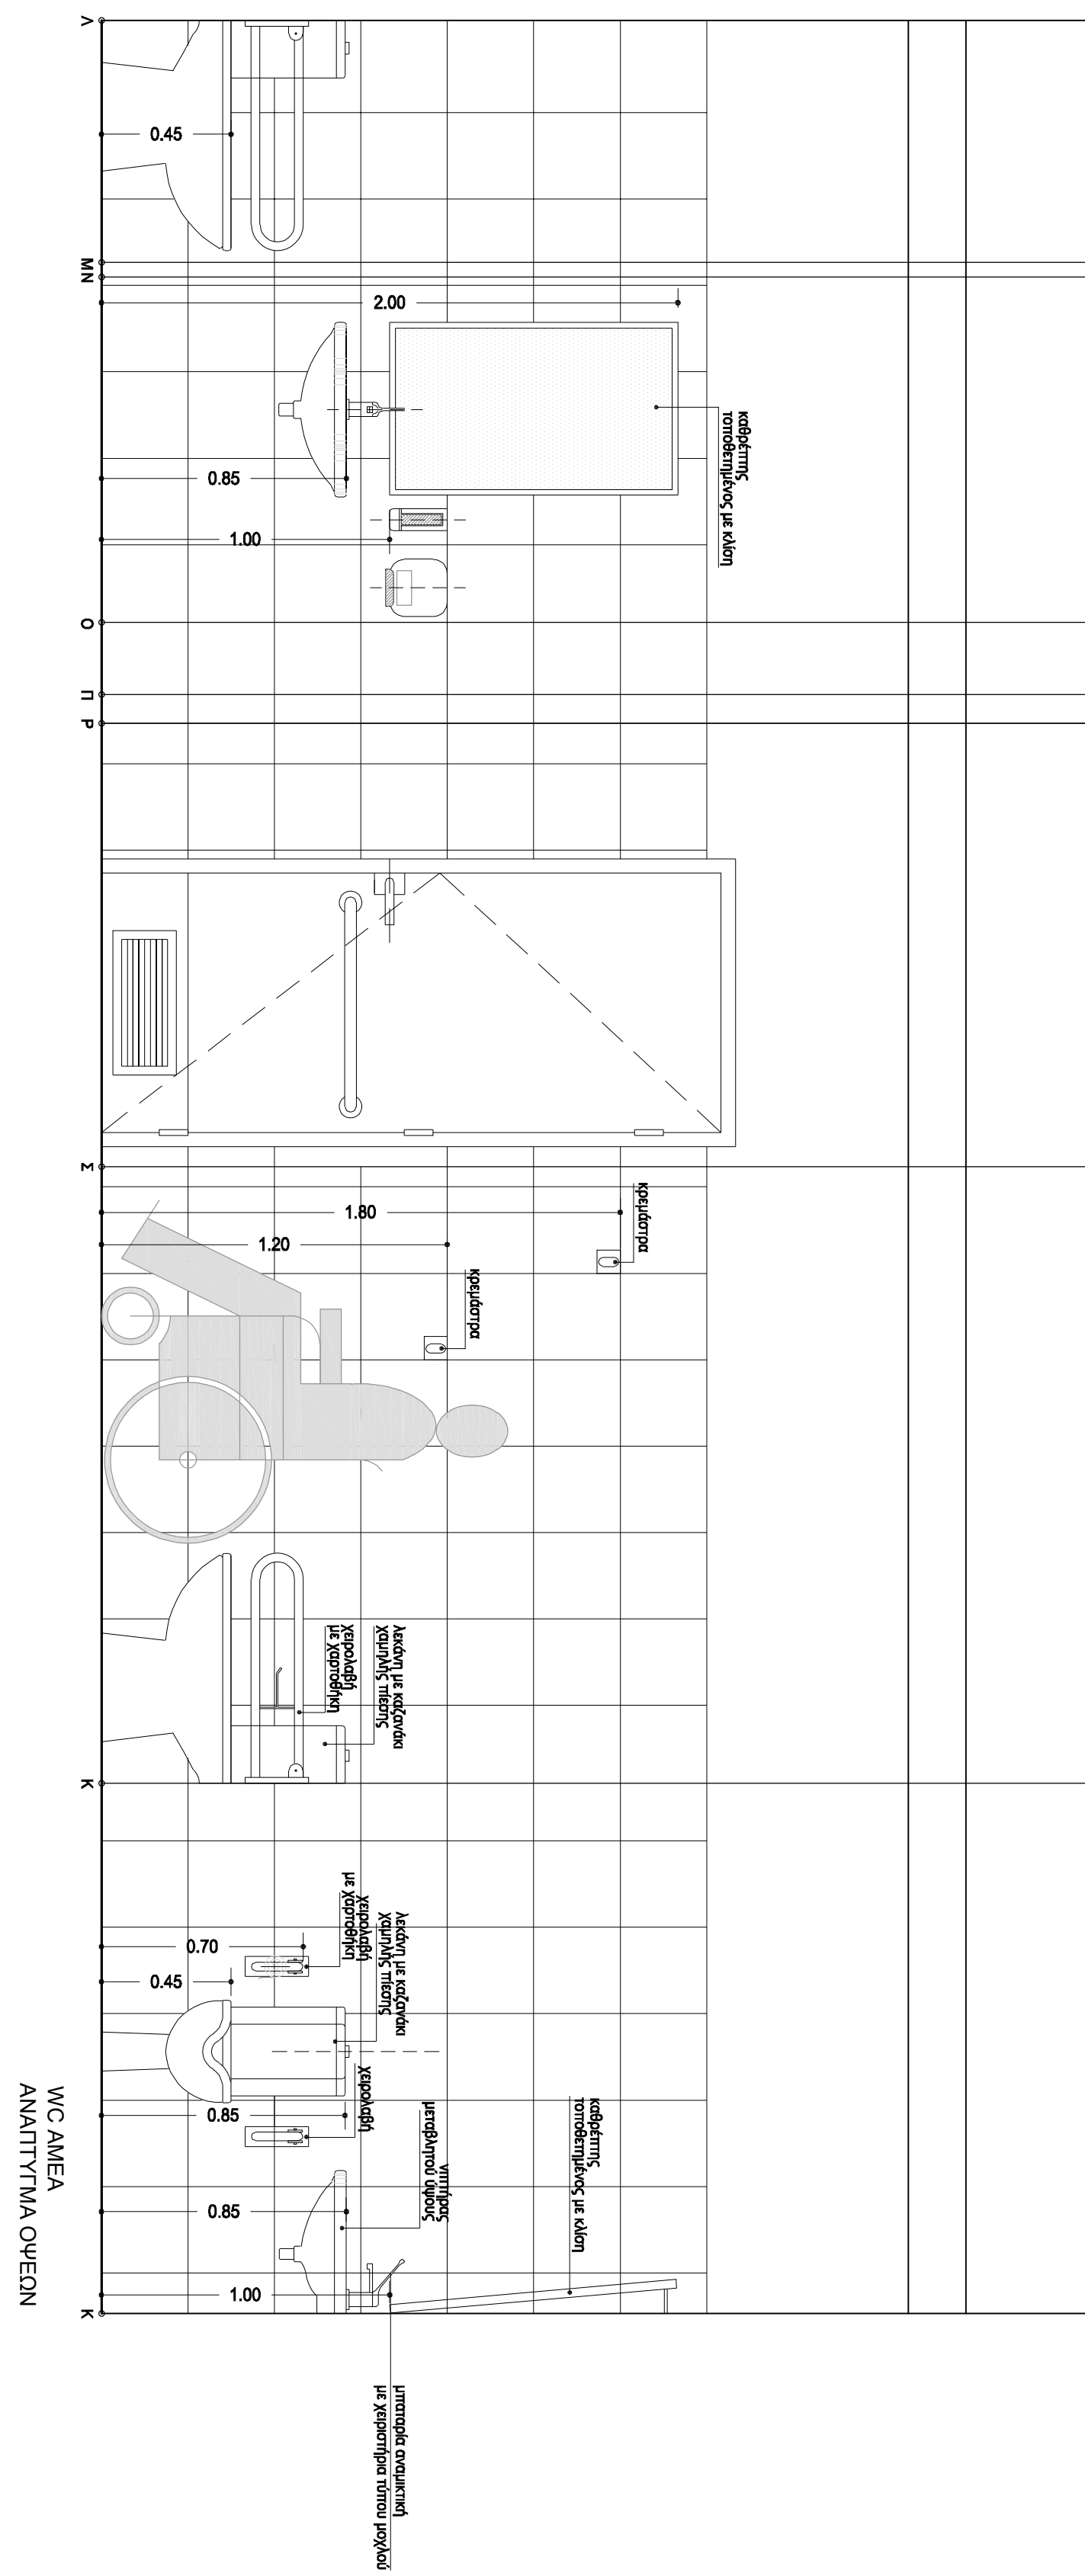 V
0.45
M
N
2.00
0.85
1.00
καθρέπτης
τοποθετημένος με κλίση
Ο
Π
Ρ
Σ
1.80
1.20
κρεμάστρα
κρεμάστρα
χειρολαβή
με χαρτοθήκη
λεκάνη με καζανάκι
χαμηλής πίεσης
Κ
0.70
0.45
χειρολαβή
με χαρτοθήκη
λεκάνη με καζανάκι
χαμηλής πίεσης
0.85
χειρολαβή
0.85
νιπτήρας
μεταβλητού ύψους
καθρέπτης
τοποθετημένος με κλίση
1.00
Κ
μπαταρία αναμικτική
με χειριστήρια τύπου μοχλού
WC ΑΜΕΑ
ΑΝΑΠΤΥΓΜΑ ΟΨΕΩΝ